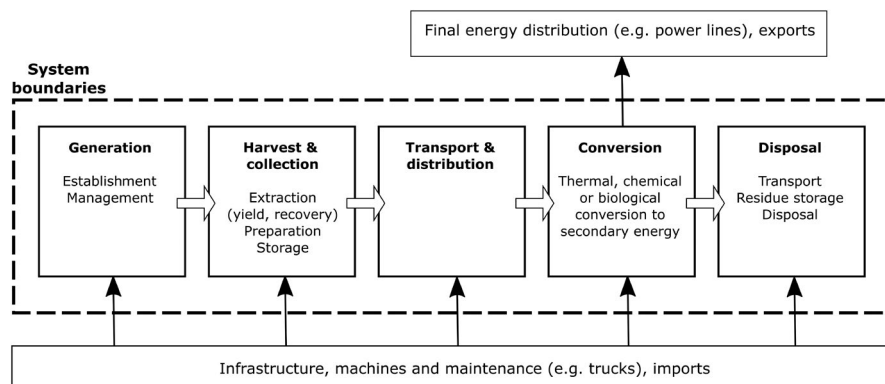 Final energy distribution (e.g. power lines), exports
System
boundaries
Generation
Establishment
Management
Harvest &
collection
Extraction
(yield, recovery)
Preparation
Storage
Transport &
distribution
Conversion
Thermal, chemical
or biological
conversion to
secondary energy
Disposal
Transport
Residue storage
Disposal
Infrastructure, machines and maintenance (e.g. trucks), imports